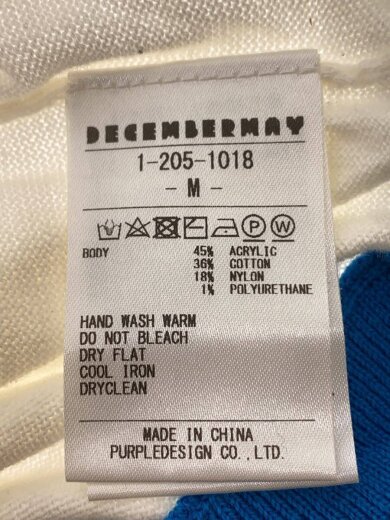 DECEMBERMAY
1-205-1018
- M -
P W
BODY 45% ACRYLIC
36% COTTON
18% NYLON
1% POLYURETHANE
HAND WASH WARM
DO NOT BLEACH
DRY FLAT
COOL IRON
DRYCLEAN
MADE IN CHINA
PURPLEDESIGN CO.,LTD.